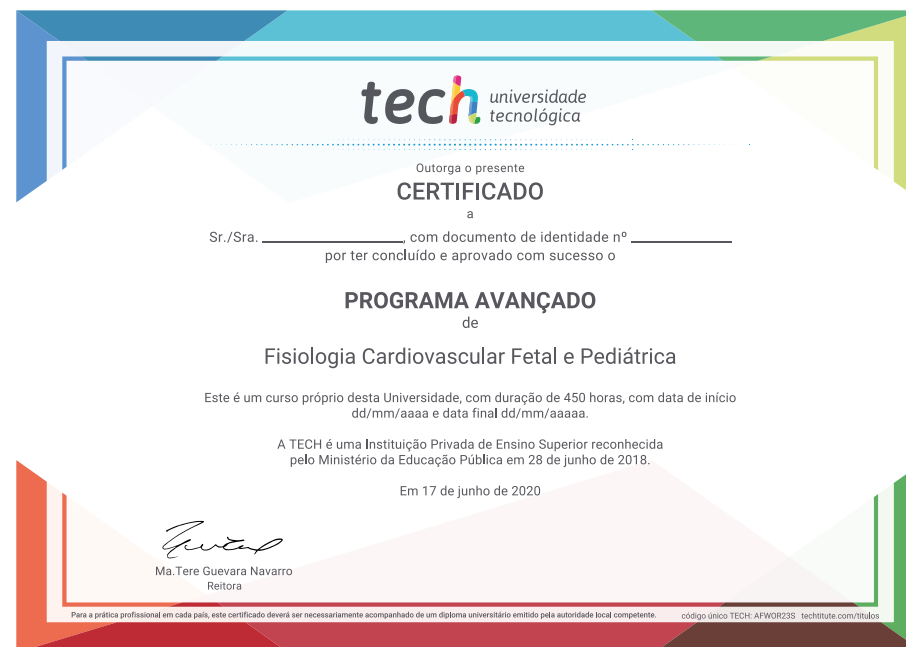 tech universidade
tecnológica
Outorga o presente
CERTIFICADO
a
Sr./Sra. ____________________, com documento de identidade nº ______________
por ter concluído e aprovado com sucesso o
PROGRAMA AVANÇADO
de
Fisiologia Cardiovascular Fetal e Pediátrica
Este é um curso próprio desta Universidade, com duração de 450 horas, com data de início
dd/mm/aaaa e data final dd/mm/aaaaa.
A TECH é uma Instituição Privada de Ensino Superior reconhecida
pelo Ministério da Educação Pública em 28 de junho de 2018.
Em 17 de junho de 2020
Ma.Tere Guevara Navarro
Reitora
Para a prática profissional em cada país, este certificado deverá ser necessariamente acompanhado de um diploma universitário emitido pela autoridade local competente. código único TECH: AFWOR23S techtitute.com/titulos